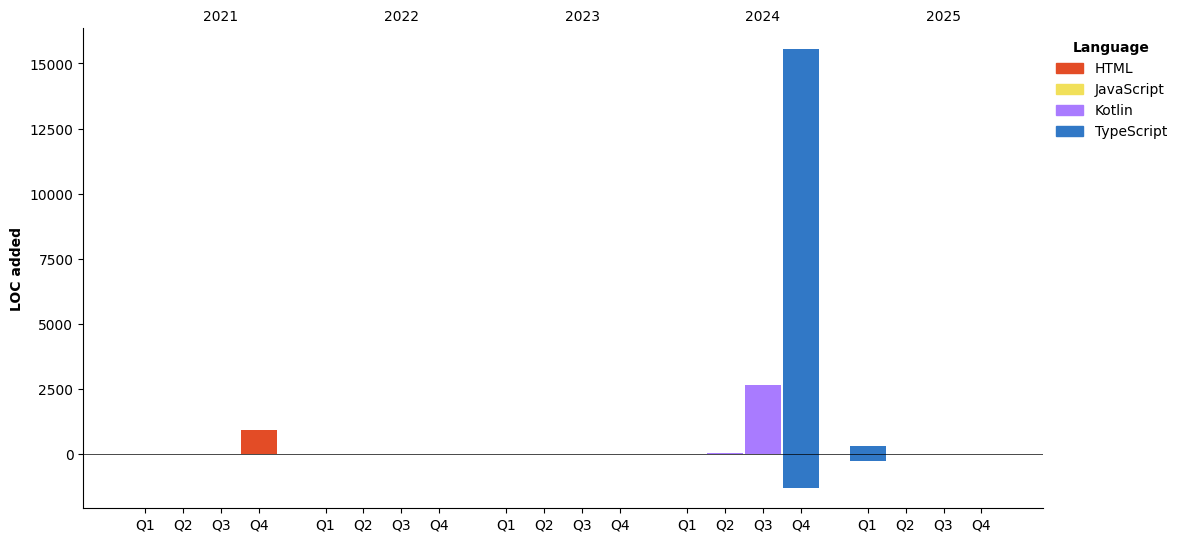 2021 2022 2023 2024 2025
Language
HTML
JavaScript
Kotlin
TypeScript
LOC added
15000
12500
10000
7500
5000
2500
0
Q1 Q2 Q3 Q4 Q1 Q2 Q3 Q4 Q1 Q2 Q3 Q4 Q1 Q2 Q3 Q4 Q1 Q2 Q3 Q4